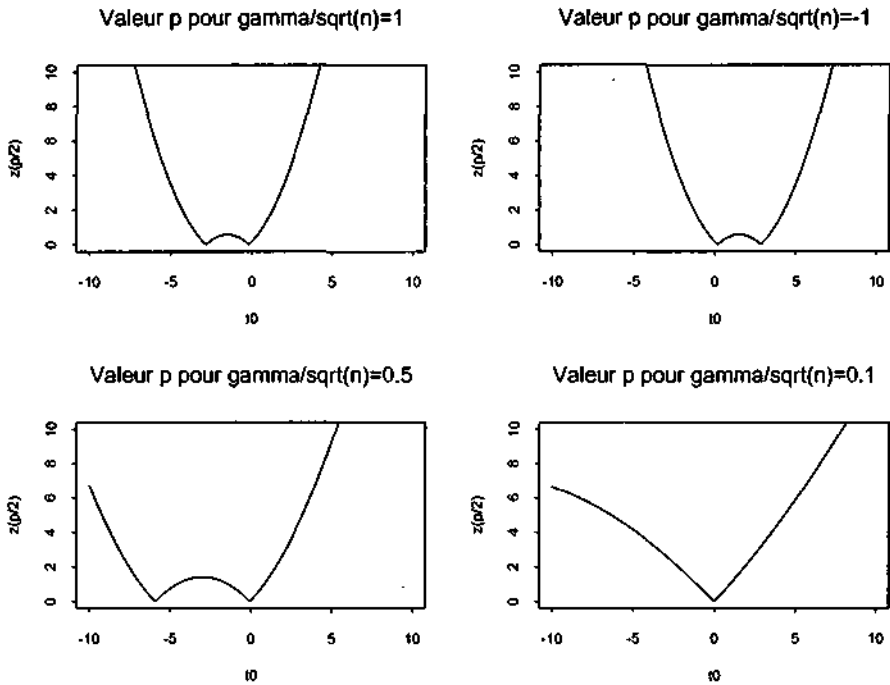 Valeur p pour gamma/sqrt(n)=1
z(p/2)
10
8
6
4
2
0
-10 -5 0 5 10
t0
Valeur p pour gamma/sqrt(n)=-1
z(p/2)
10
8
6
4
2
0
-10 -5 0 5 10
t0
Valeur p pour gamma/sqrt(n)=0.5
z(p/2)
10
8
6
4
2
0
-10 -5 0 5 10
t0
Valeur p pour gamma/sqrt(n)=0.1
z(p/2)
10
8
6
4
2
0
-10 -5 0 5 10
t0